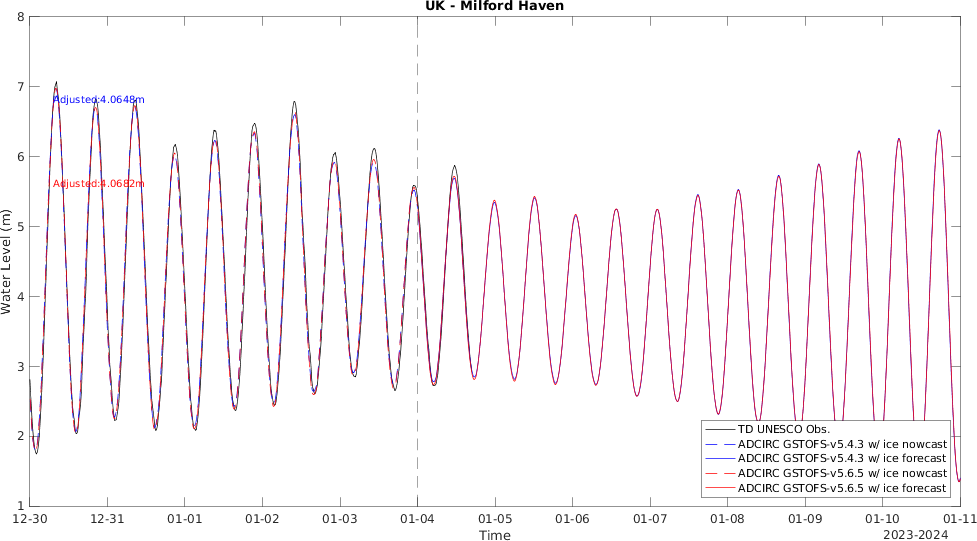 UK - Milford Haven
8
7
6
5
4
3
2
1
Water Level (m)
Adjusted:4.0648m
Adjusted:4.0682m
TD UNESCO Obs.
ADCIRC GSTOFS-v5.4.3 w/ ice nowcast
ADCIRC GSTOFS-v5.4.3 w/ ice forecast
ADCIRC GSTOFS-v5.6.5 w/ ice nowcast
ADCIRC GSTOFS-v5.6.5 w/ ice forecast
12-30 12-31 01-01 01-02 01-03 01-04 01-05 01-06 01-07 01-08 01-09 01-10 01-11
Time
2023-2024